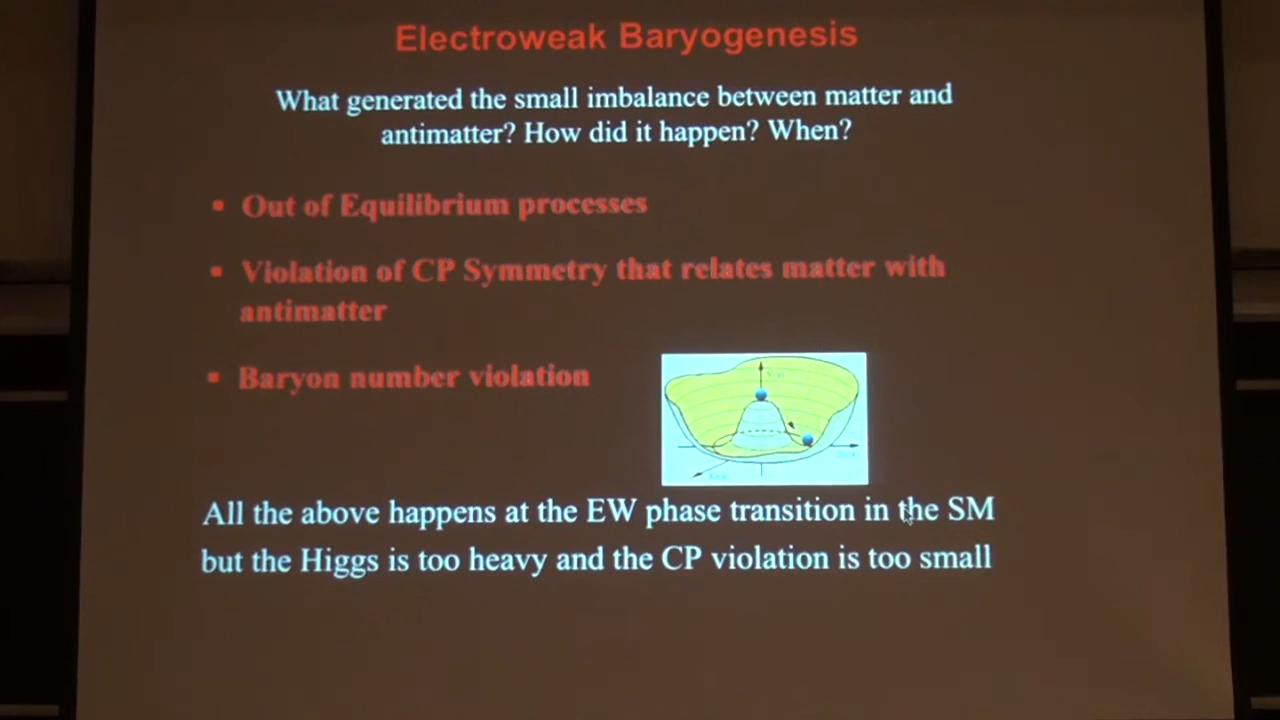 Electroweak Baryogenesis
What generated the small imbalance between matter and
antimatter? How did it happen? When?
▪ Out of Equilibrium processes
▪ Violation of CP Symmetry that relates matter with
antimatter
▪ Baryon number violation
All the above happens at the EW phase transition in the SM
but the Higgs is too heavy and the CP violation is too small